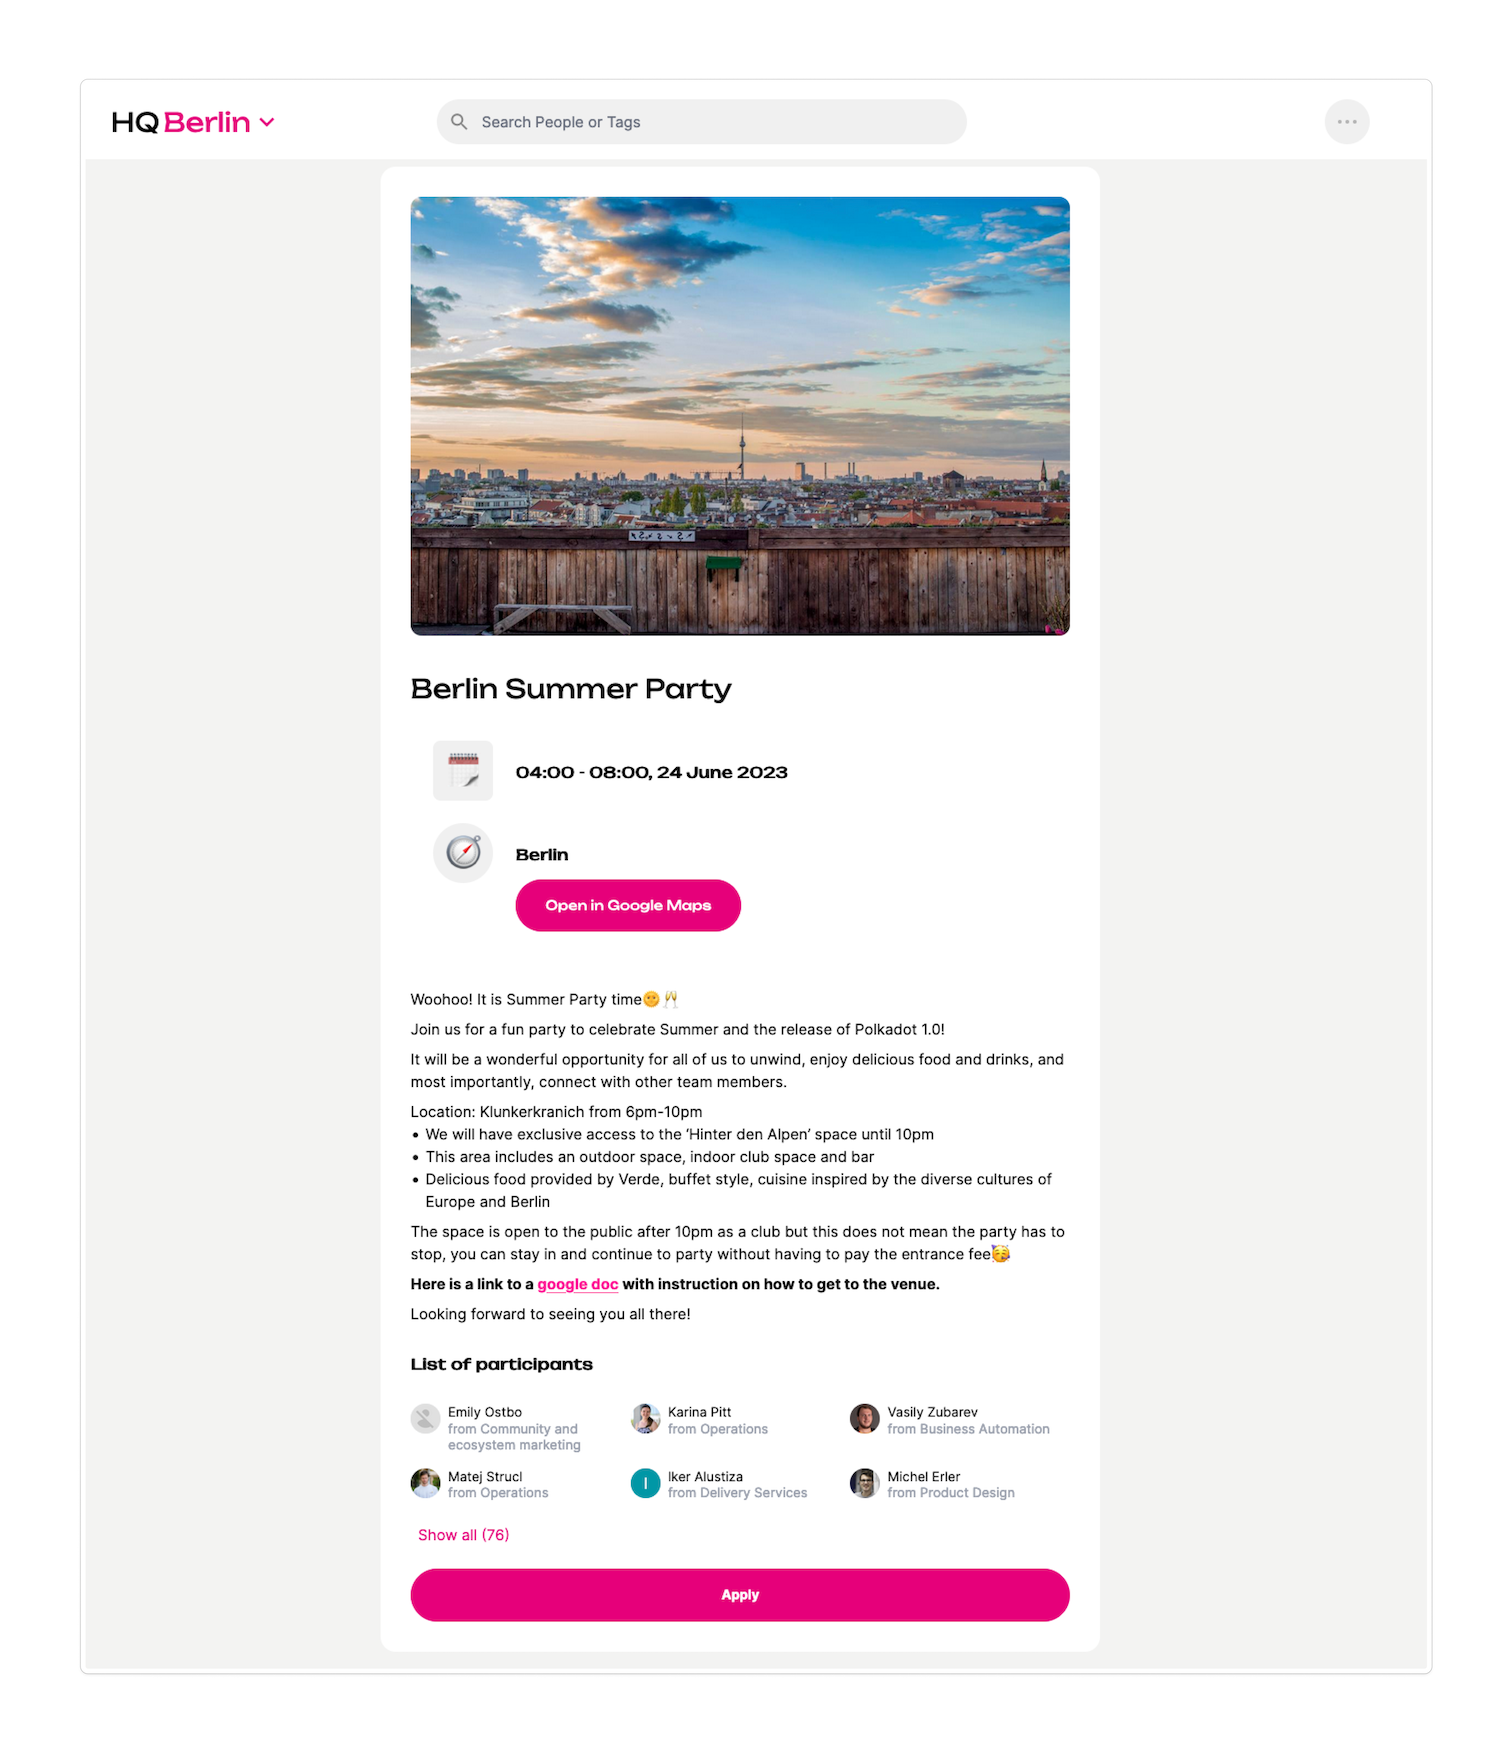 HQ Berlin
Search People or Tags
Berlin Summer Party
04:00 - 08:00, 24 June 2023
Berlin
Open in Google Maps
Woohoo! It is Summer Party time🌞🥂
Join us for a fun party to celebrate Summer and the release of Polkadot 1.0!
It will be a wonderful opportunity for all of us to unwind, enjoy delicious food and drinks, and
most importantly, connect with other team members.
Location: Klunkerkranich from 6pm-10pm
• We will have exclusive access to the ‘Hinter den Alpen’ space until 10pm
• This area includes an outdoor space, indoor club space and bar
• Delicious food provided by Verde, buffet style, cuisine inspired by the diverse cultures of
Europe and Berlin
The space is open to the public after 10pm as a club but this does not mean the party has to
stop, you can stay in and continue to party without having to pay the entrance fee🥳
Here is a link to a google doc with instruction on how to get to the venue.
Looking forward to seeing you all there!
List of participants
Emily Ostbo
from Community and
ecosystem marketing
Karina Pitt
from Operations
Vasily Zubarev
from Business Automation
Matej Strucl
from Operations
I
Iker Alustiza
from Delivery Services
Michel Erler
from Product Design
Show all (76)
Apply